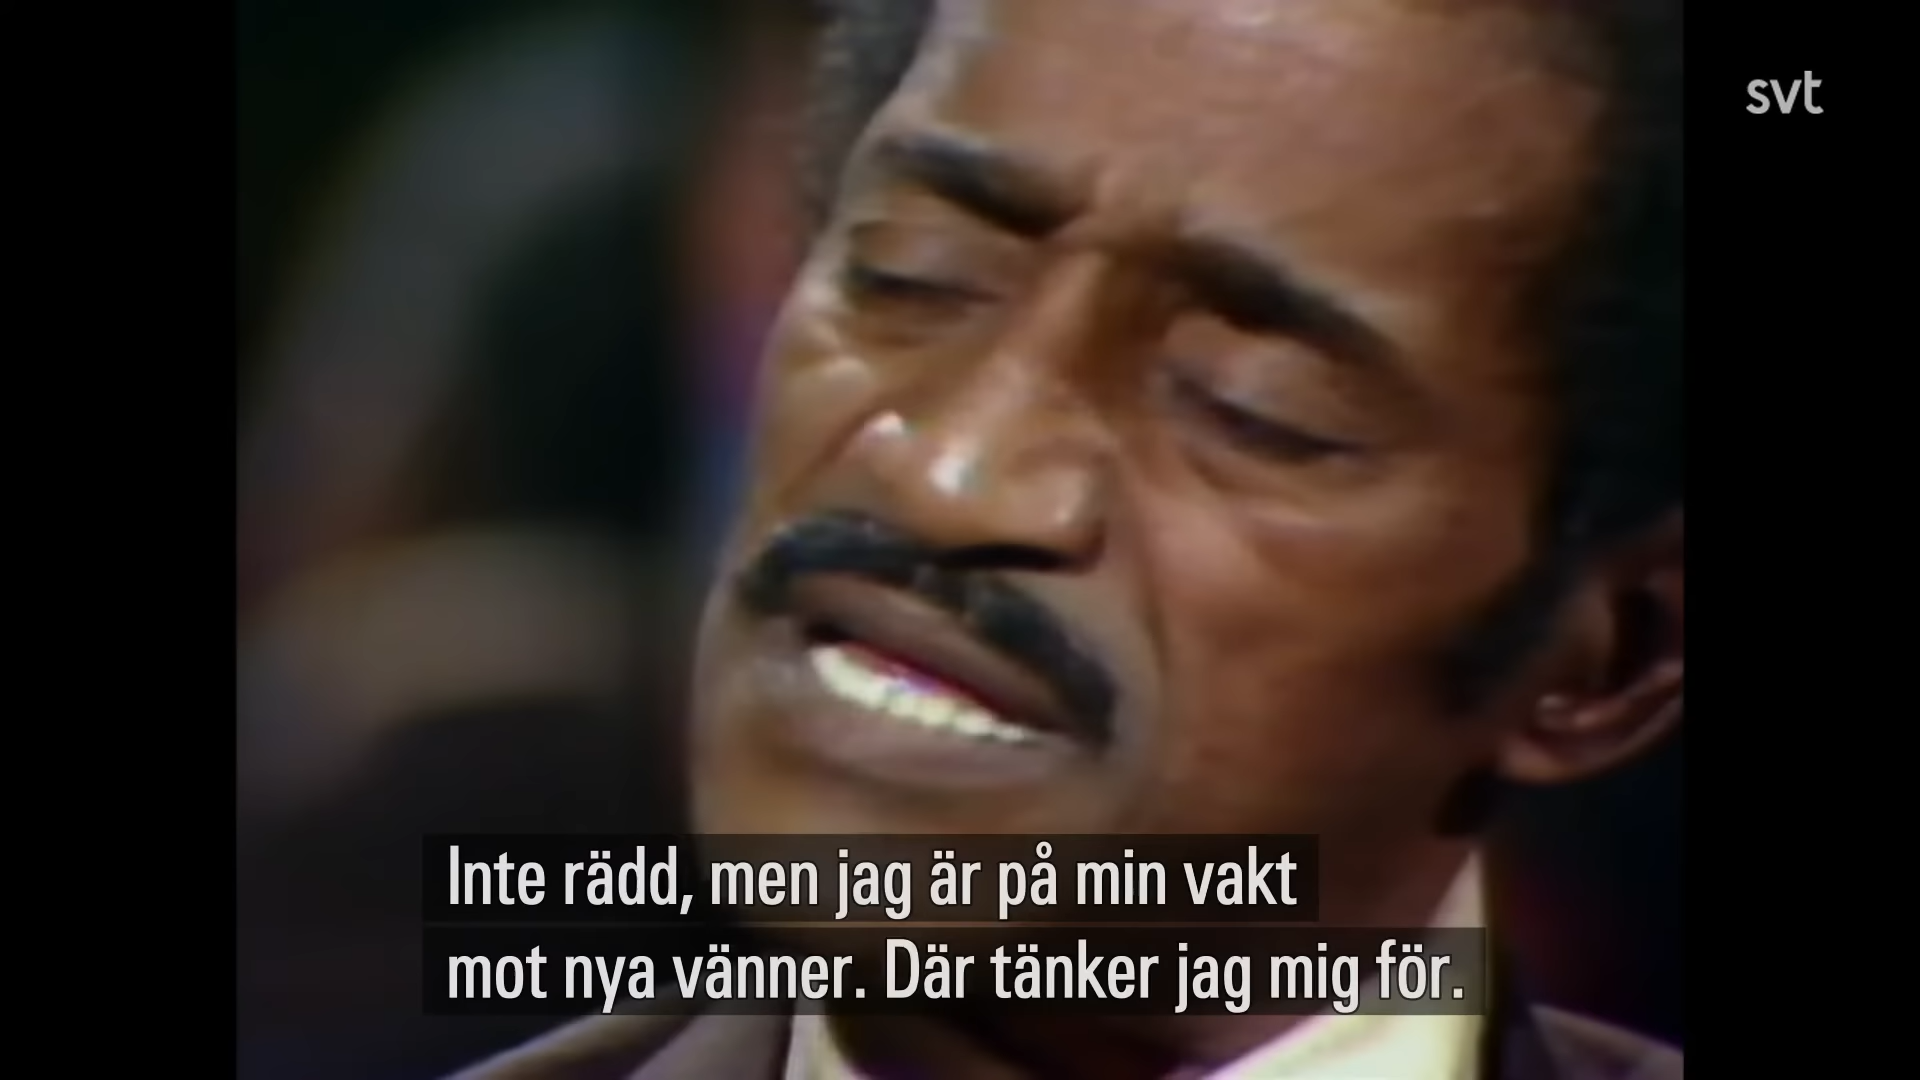 svt
Inte rädd, men jag är på min vakt
mot nya vänner. Där tänker jag mig för.